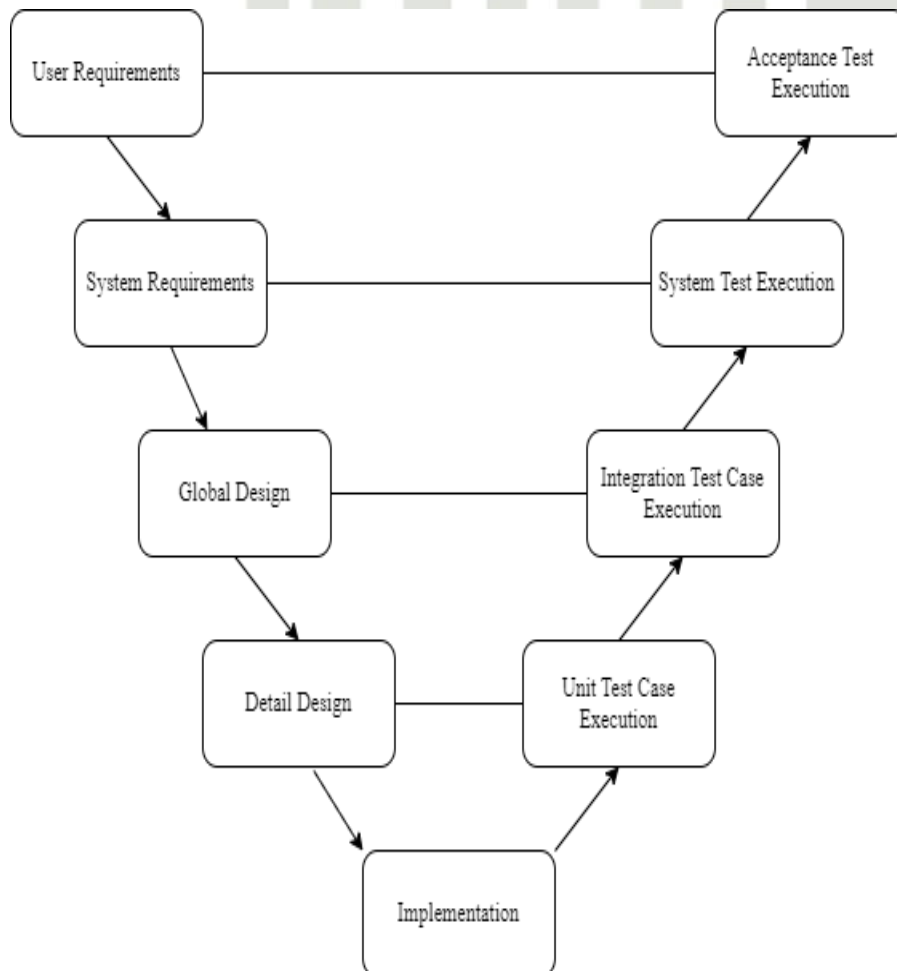 User Requirements
Acceptance Test
Execution
System Requirements
System Test Execution
Global Design
Integration Test Case
Execution
Detail Design
Unit Test Case
Execution
Implementation